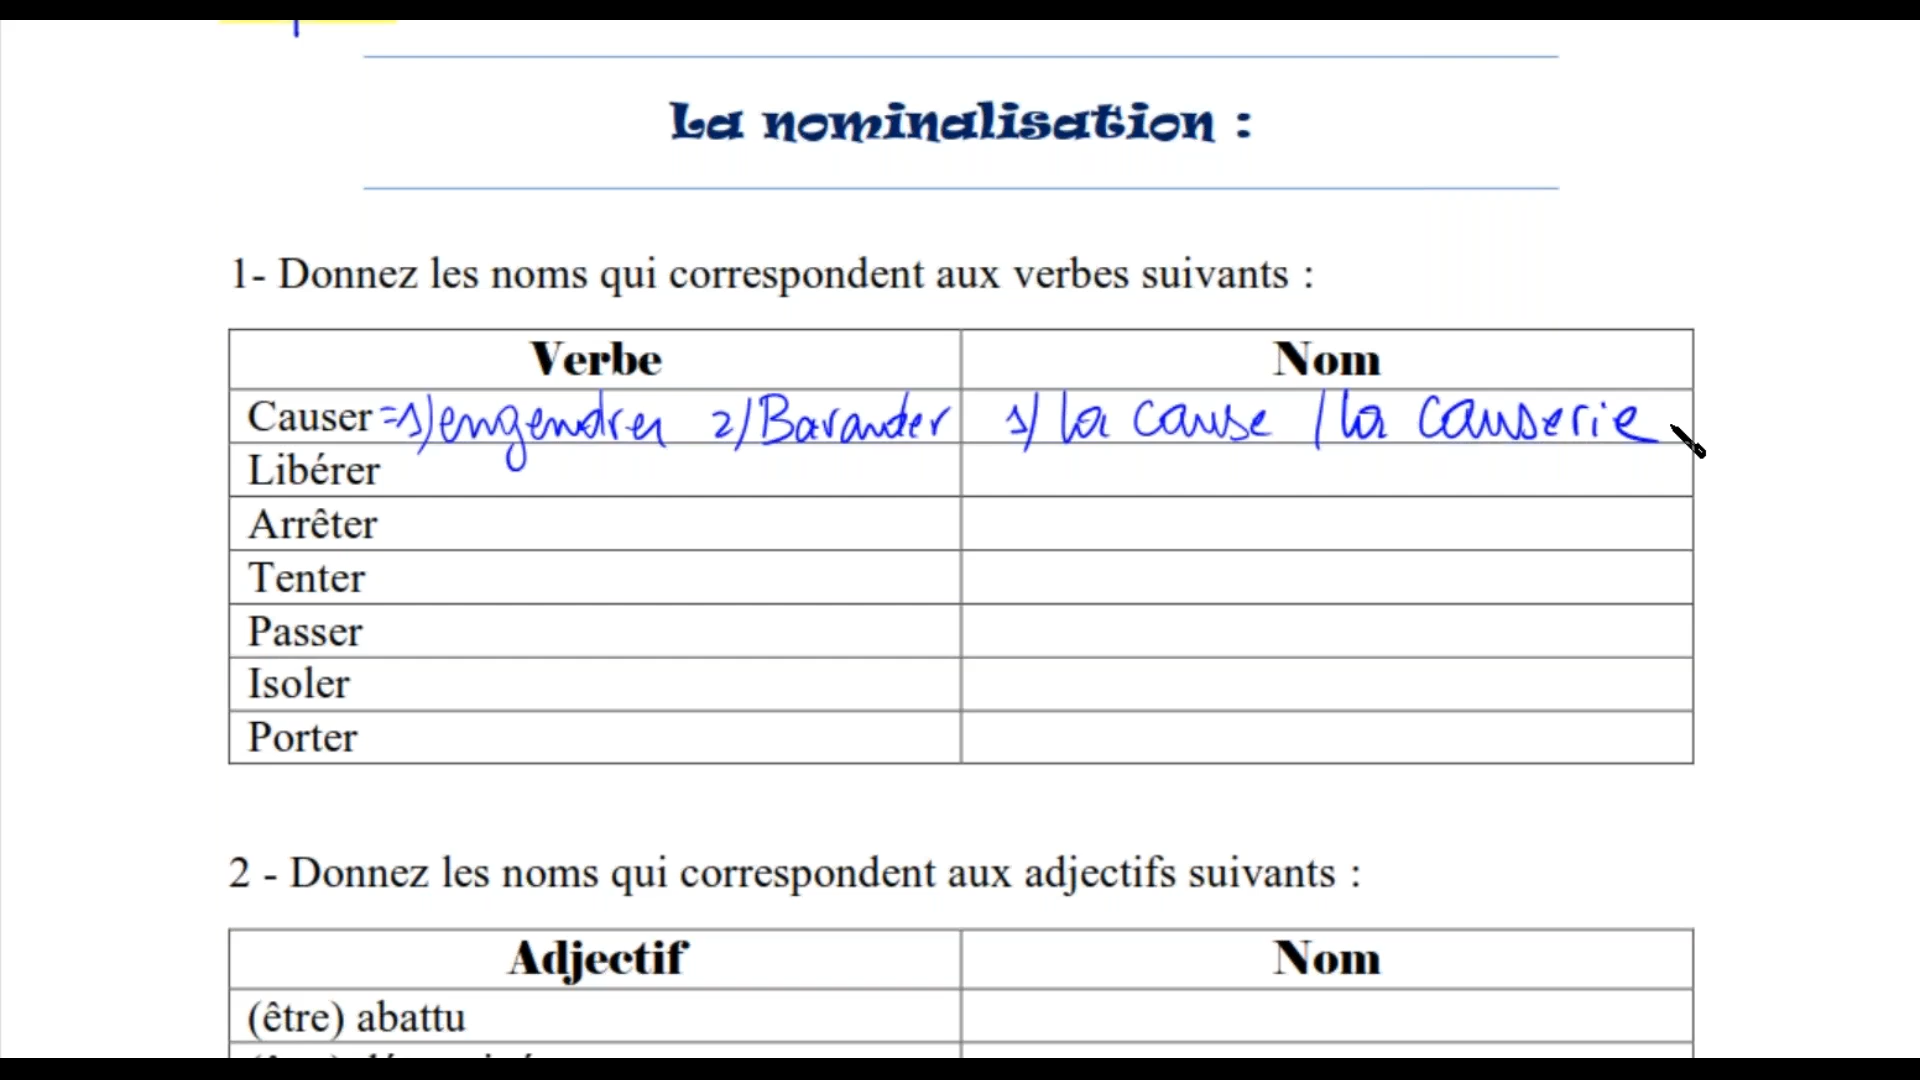 La nominalisation :
1- Donnez les noms qui correspondent aux verbes suivants :
Verbe Nom
Causer =1) engendrer 2) Bavarder 1) la cause / la causerie
Libérer
Arrêter
Tenter
Passer
Isoler
Porter
2 - Donnez les noms qui correspondent aux adjectifs suivants :
Adjectif Nom
(être) abattu